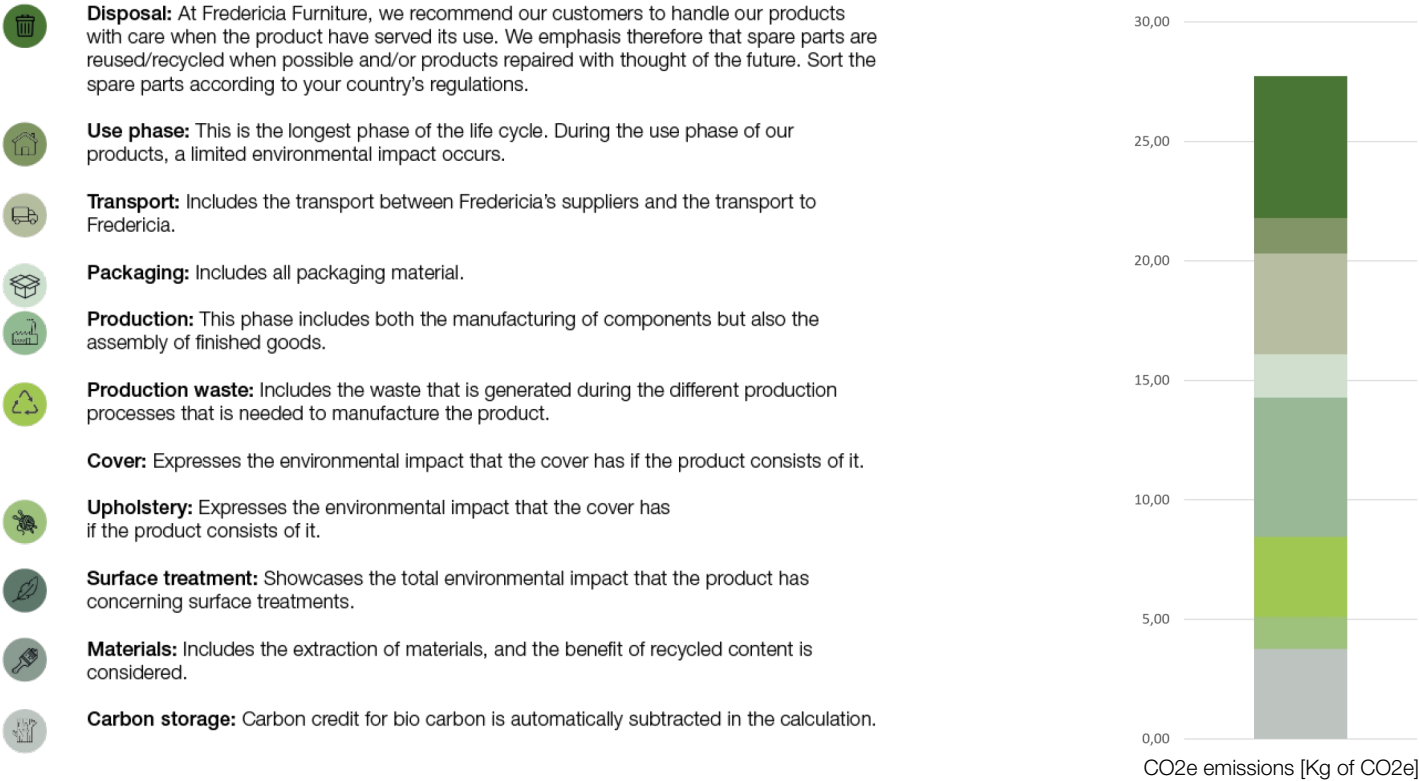 Disposal: At Fredericia Furniture, we recommend our customers to handle our products
with care when the product have served its use. We emphasis therefore that spare parts are
reused/recycled when possible and/or products repaired with thought of the future. Sort the
spare parts according to your country's regulations.
Use phase: This is the longest phase of the life cycle. During the use phase of our
products, a limited environmental impact occurs.
Transport: Includes the transport between Fredericia's suppliers and the transport to
Fredericia.
Packaging: Includes all packaging material.
Production: This phase includes both the manufacturing of components but also the
assembly of finished goods.
Production waste: Includes the waste that is generated during the different production
processes that is needed to manufacture the product.
Cover: Expresses the environmental impact that the cover has if the product consists of it.
Upholstery: Expresses the environmental impact that the cover has
if the product consists of it.
Surface treatment: Showcases the total environmental impact that the product has
concerning surface treatments.
Materials: Includes the extraction of materials, and the benefit of recycled content is
considered.
Carbon storage: Carbon credit for bio carbon is automatically subtracted in the calculation.
30,00
25,00
20,00
15,00
10,00
5,00
0,00
CO2e emissions [Kg of CO2e]